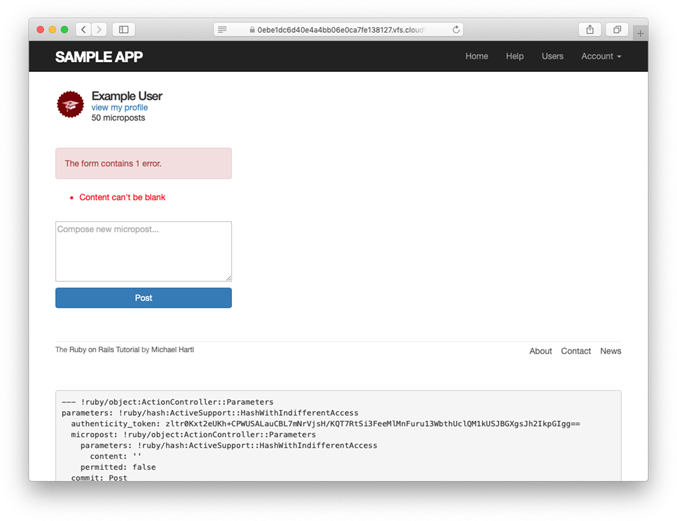 0ebe1dc6d40e4a4bb06e0ca7fe138127.vfs.cloud
SAMPLE APP
Home Help Users Account
Example User
view my profile
50 microposts
The form contains 1 error.
Content can't be blank
Compose new micropost...
Post
The Ruby on Rails Tutorial by Michael Hartl
About Contact News
--- !ruby/object:ActionController::Parameters
parameters: !ruby/hash:ActiveSupport::HashWithIndifferentAccess
authenticity_token: zltr0Kxt2eUKh+CPWUSALauCBL7mNrVjsH/KQT7RtSi3FeeMlMnFuru13WbthUclQM1kUSJBGXgsJh2IkpGIgg==
micropost: !ruby/object:ActionController::Parameters
parameters: !ruby/hash:ActiveSupport::HashWithIndifferentAccess
content: ''
permitted: false
commit: Post